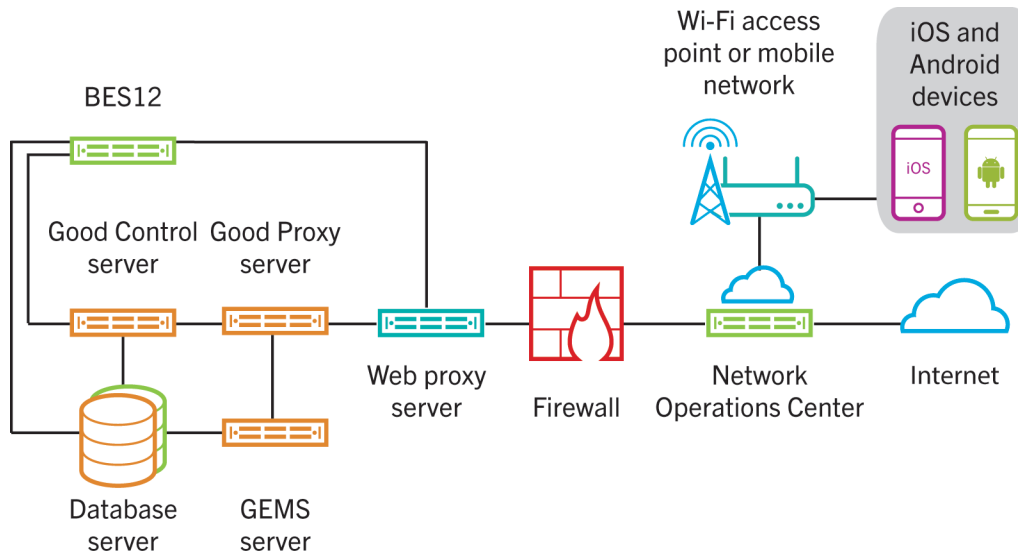 Wi-Fi access
point or mobile
network
iOS and
Android
devices
iOS
BES12
Good Control
server
Good Proxy
server
Web proxy
server
Firewall
Network
Operations Center
Internet
Database
server
GEMS
server